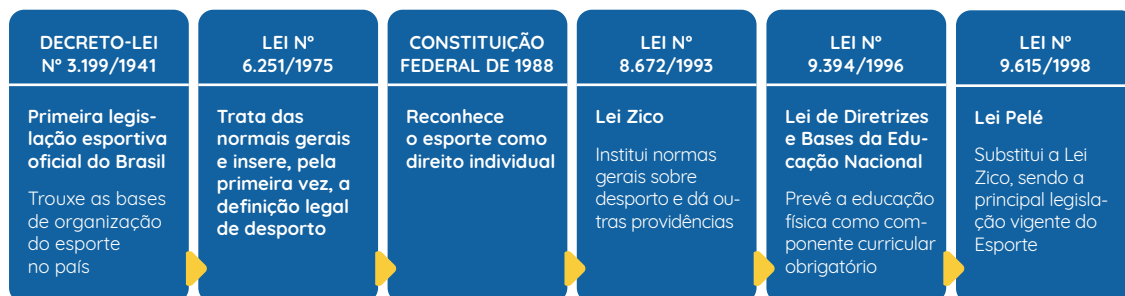 DECRETO-LEI
Nº 3.199/1941
Primeira legis-
lação esportiva
oficial do Brasil
Trouxe as bases
de organização
do esporte
no país
LEI Nº
6.251/1975
Trata das
normais gerais
e insere, pela
primeira vez, a
definição legal
de desporto
CONSTITUIÇÃO
FEDERAL DE 1988
Reconhece
o esporte como
direito individual
LEI Nº
8.672/1993
Lei Zico
Institui normas
gerais sobre
desporto e dá ou-
tras providências
LEI Nº
9.394/1996
Lei de Diretrizes
e Bases da Edu-
cação Nacional
Prevê a educação
física como com-
ponente curricular
obrigatório
LEI Nº
9.615/1998
Lei Pelé
Substitui a Lei
Zico, sendo a
principal legisla-
ção vigente do
Esporte